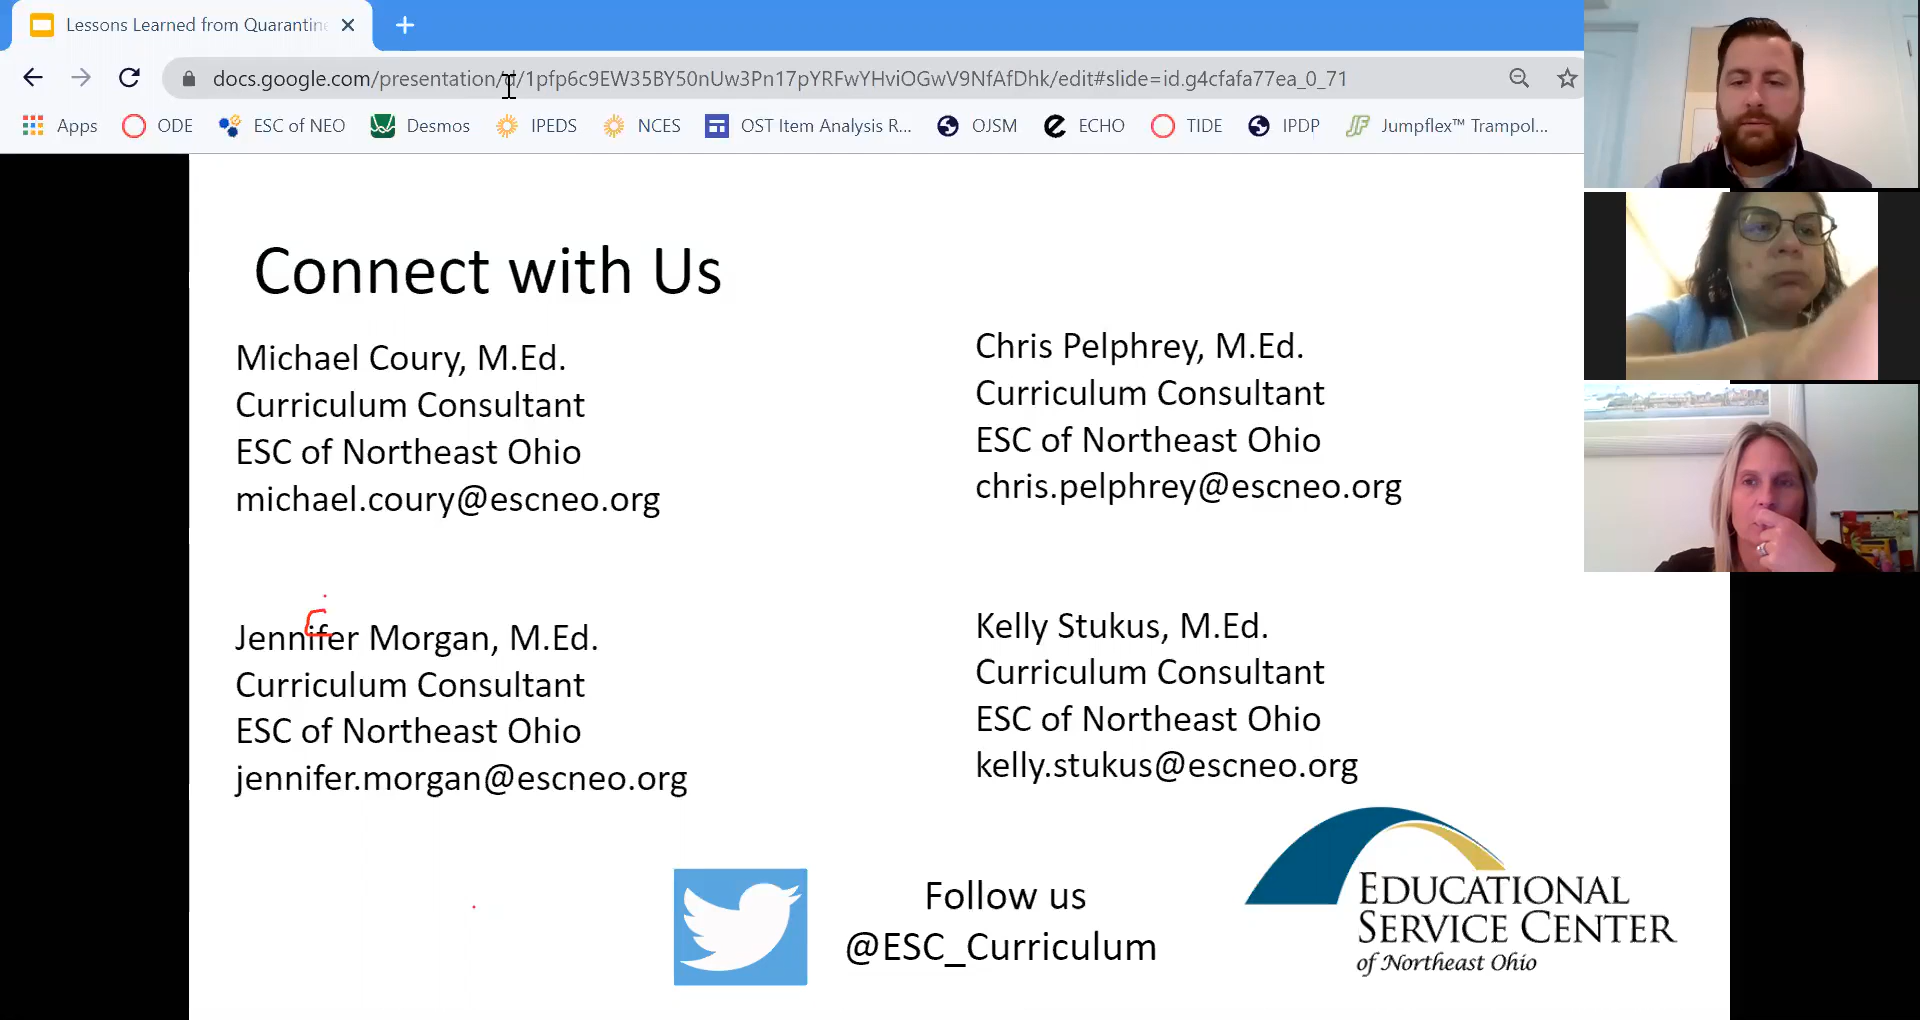 Lessons Learned from Quarantine
docs.google.com/presentation/d/1pfp6c9EW35BY50nUw3Pn17pYRFwYHviOGwV9NfAfDhk/edit#slide=id.g4cfafa77ea_0_71
Apps ODE ESC of NEO Desmos IPEDS NCES OST Item Analysis R... OJSM ECHO TIDE IPDP Jumpflex™ Trampol...
Connect with Us
Michael Coury, M.Ed.
Curriculum Consultant
ESC of Northeast Ohio
michael.coury@escneo.org
Chris Pelphrey, M.Ed.
Curriculum Consultant
ESC of Northeast Ohio
chris.pelphrey@escneo.org
Jennifer Morgan, M.Ed.
Curriculum Consultant
ESC of Northeast Ohio
jennifer.morgan@escneo.org
Kelly Stukus, M.Ed.
Curriculum Consultant
ESC of Northeast Ohio
kelly.stukus@escneo.org
Follow us
@ESC_Curriculum
EDUCATIONAL
SERVICE CENTER
of Northeast Ohio